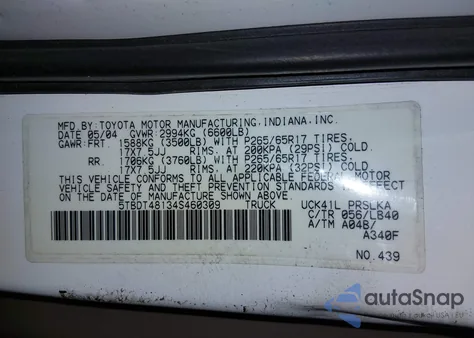 MFD.BY:TOYOTA MOTOR MANUFACTURING.INDIANA.INC.
DATE 05/04 GVWR:2994KG (6600LB)
GAWR:FRT. 1588KG (3500LB) WITH P265/65R17 TIRES.
17X7.5JJ RIMS. AT 200KPA (29PSI) COLD.
RR. 1706KG (3760LB) WITH P265/65R17 TIRES.
17X7.5JJ RIMS. AT 220KPA (32PSI) COLD.
THIS VEHICLE CONFORMS TO ALL APPLICABLE FEDERAL MOTOR
VEHICLE SAFETY AND THEFT PREVENTION STANDARDS IN EFFECT
ON THE DATE OF MANUFACTURE SHOWN ABOVE.
5TBDT48134S460309 TRUCK UCK41L PRSLKA
C/TR 056/LB40
A/TM A04B/
A340F
NO.439
autoSnap